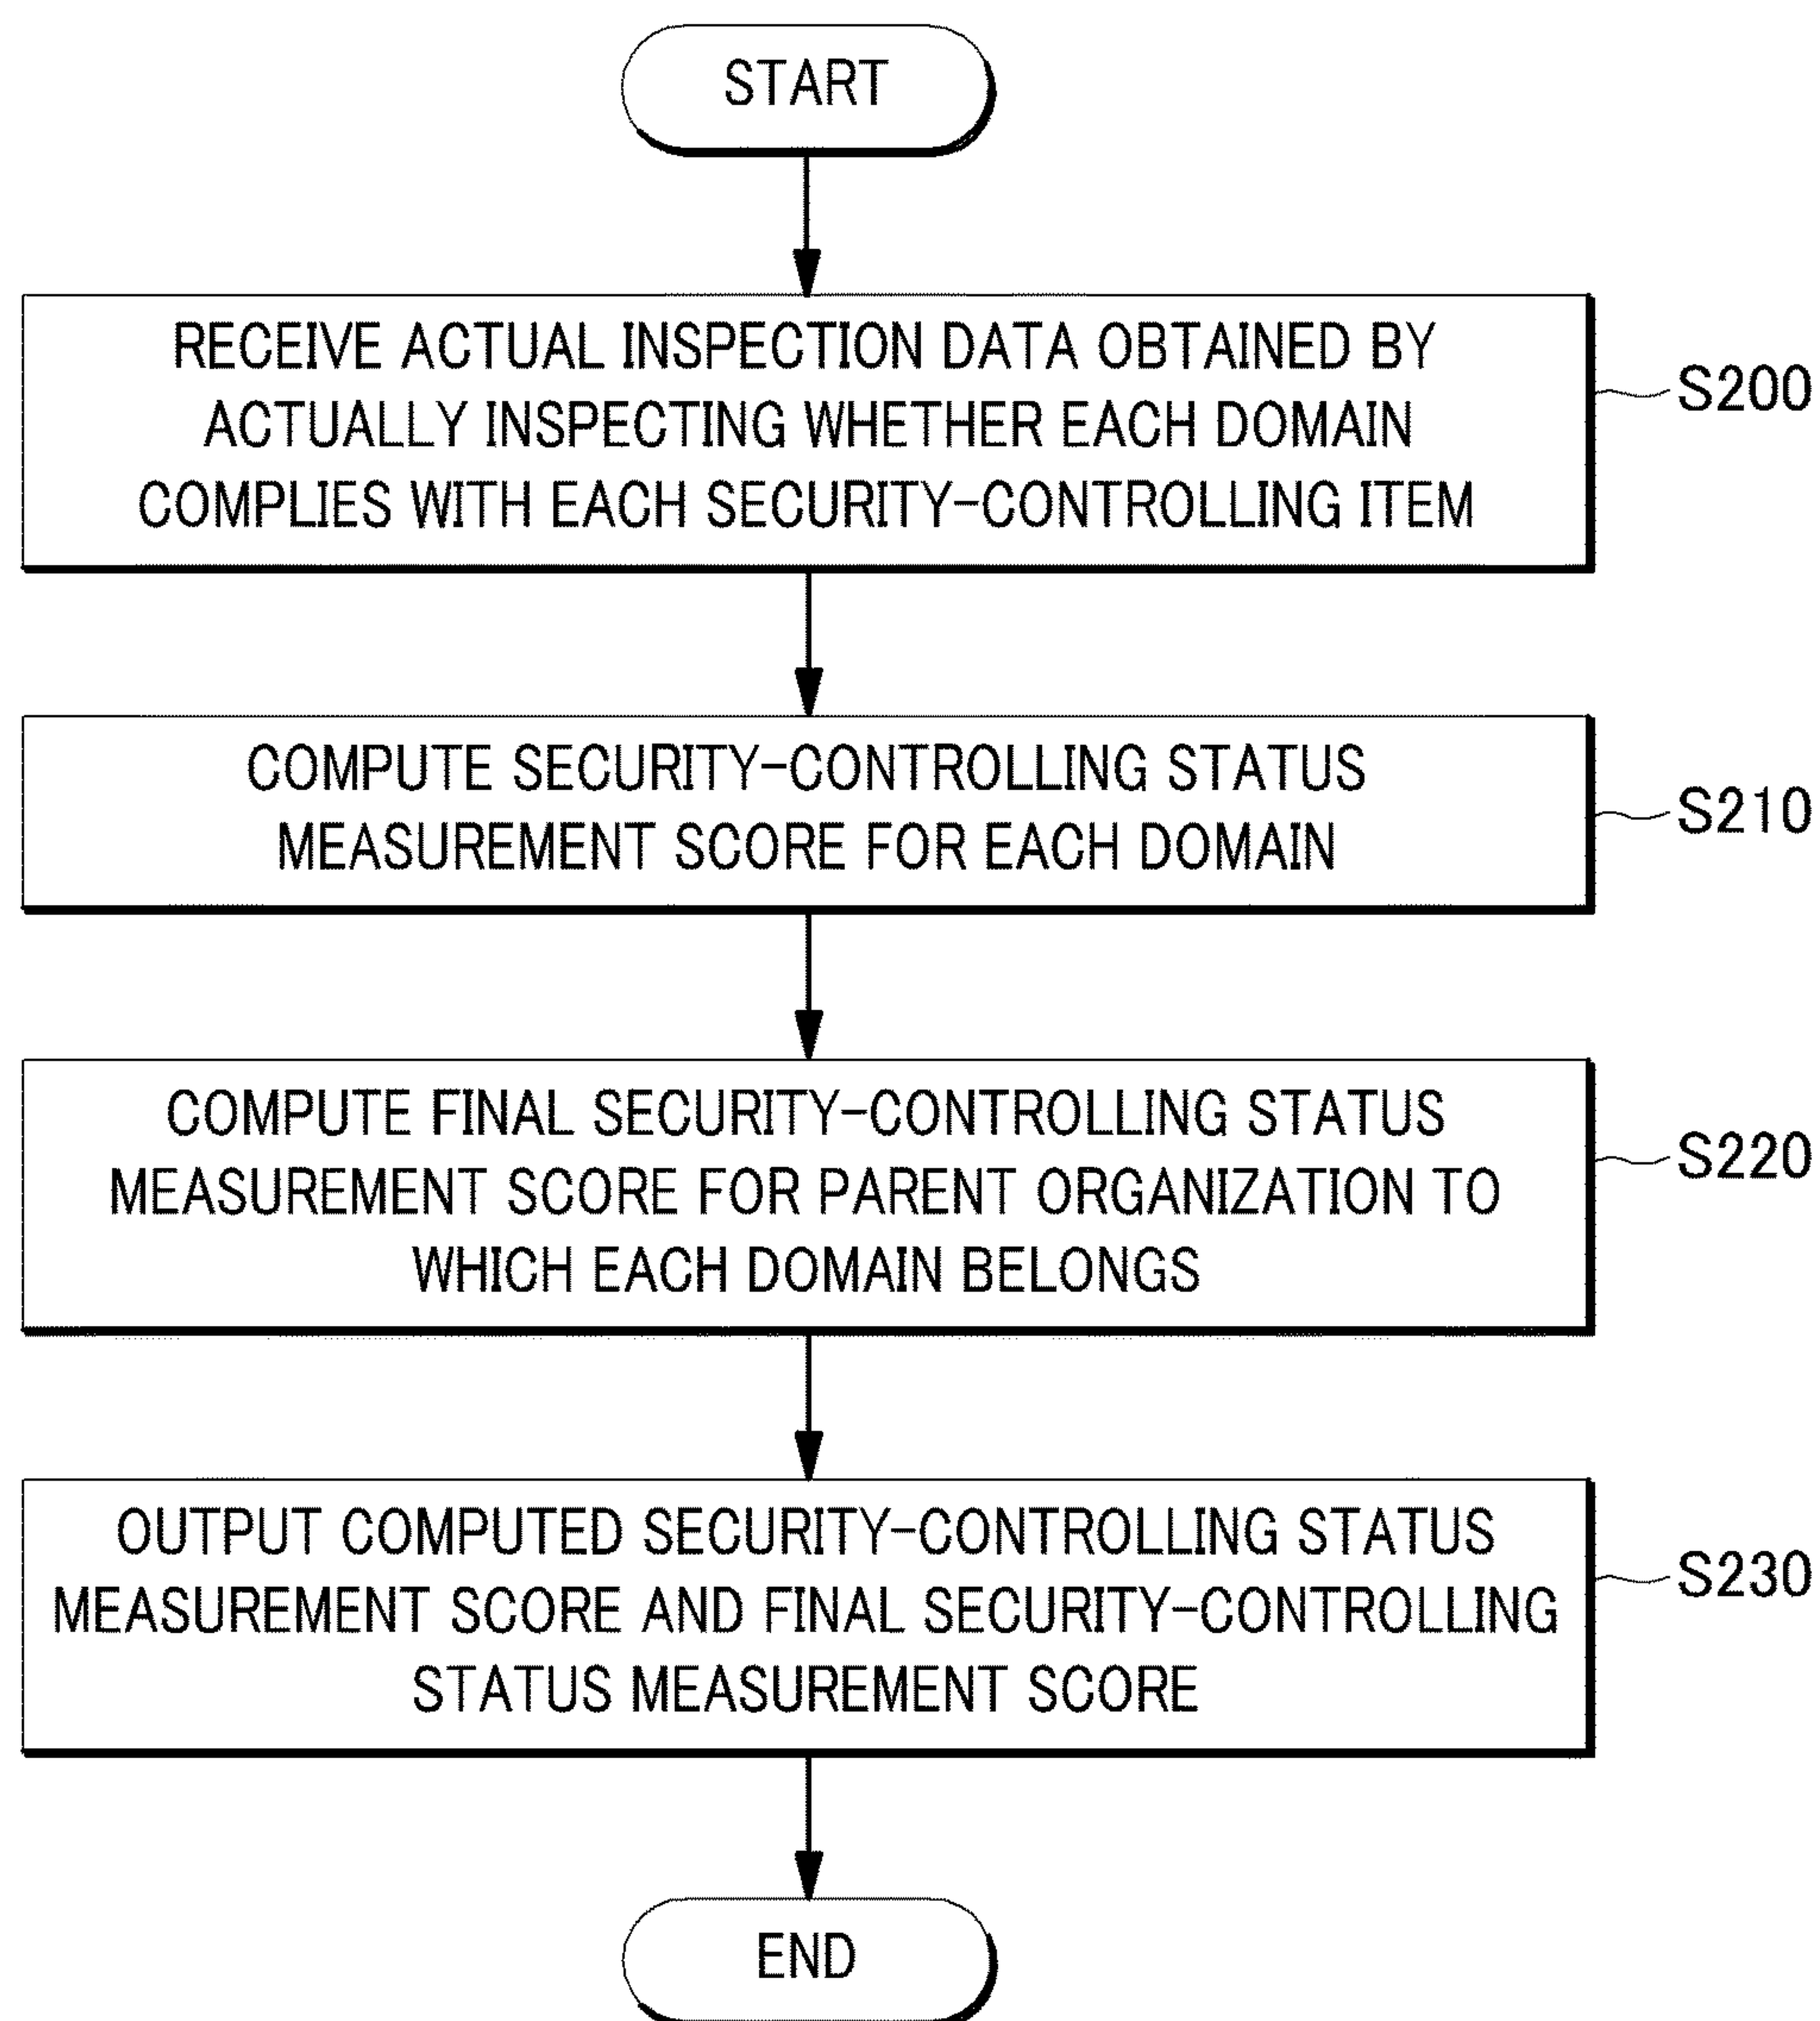 START
RECEIVE ACTUAL INSPECTION DATA OBTAINED BY
ACTUALLY INSPECTING WHETHER EACH DOMAIN
COMPLIES WITH EACH SECURITY-CONTROLLING ITEM
S200
COMPUTE SECURITY-CONTROLLING STATUS
MEASUREMENT SCORE FOR EACH DOMAIN
S210
COMPUTE FINAL SECURITY-CONTROLLING STATUS
MEASUREMENT SCORE FOR PARENT ORGANIZATION TO
WHICH EACH DOMAIN BELONGS
S220
OUTPUT COMPUTED SECURITY-CONTROLLING STATUS
MEASUREMENT SCORE AND FINAL SECURITY-CONTROLLING
STATUS MEASUREMENT SCORE
S230
END